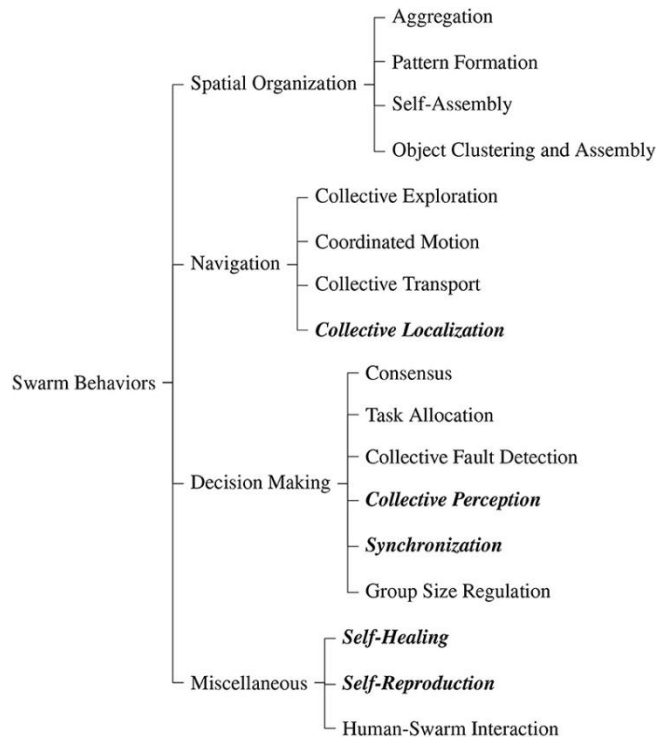 Aggregation
Pattern Formation
Spatial Organization
Self-Assembly
Object Clustering and Assembly
Collective Exploration
Coordinated Motion
Navigation
Collective Transport
Collective Localization
Swarm Behaviors
Consensus
Task Allocation
Collective Fault Detection
Decision Making
Collective Perception
Synchronization
Group Size Regulation
Self-Healing
Miscellaneous
Self-Reproduction
Human-Swarm Interaction